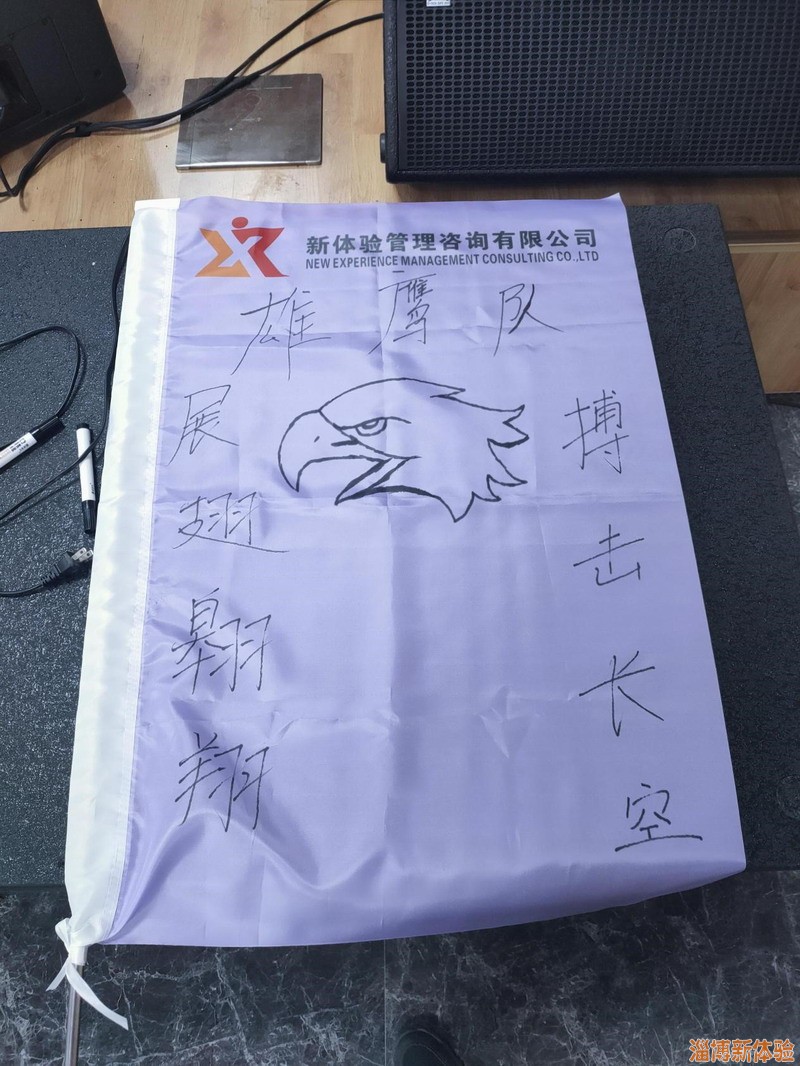 新体验管理咨询有限公司
NEW EXPERIENCE MANAGEMENT CONSULTING CO.,LTD
雄鹰队
展翅翱翔
搏击长空
淄博新体验